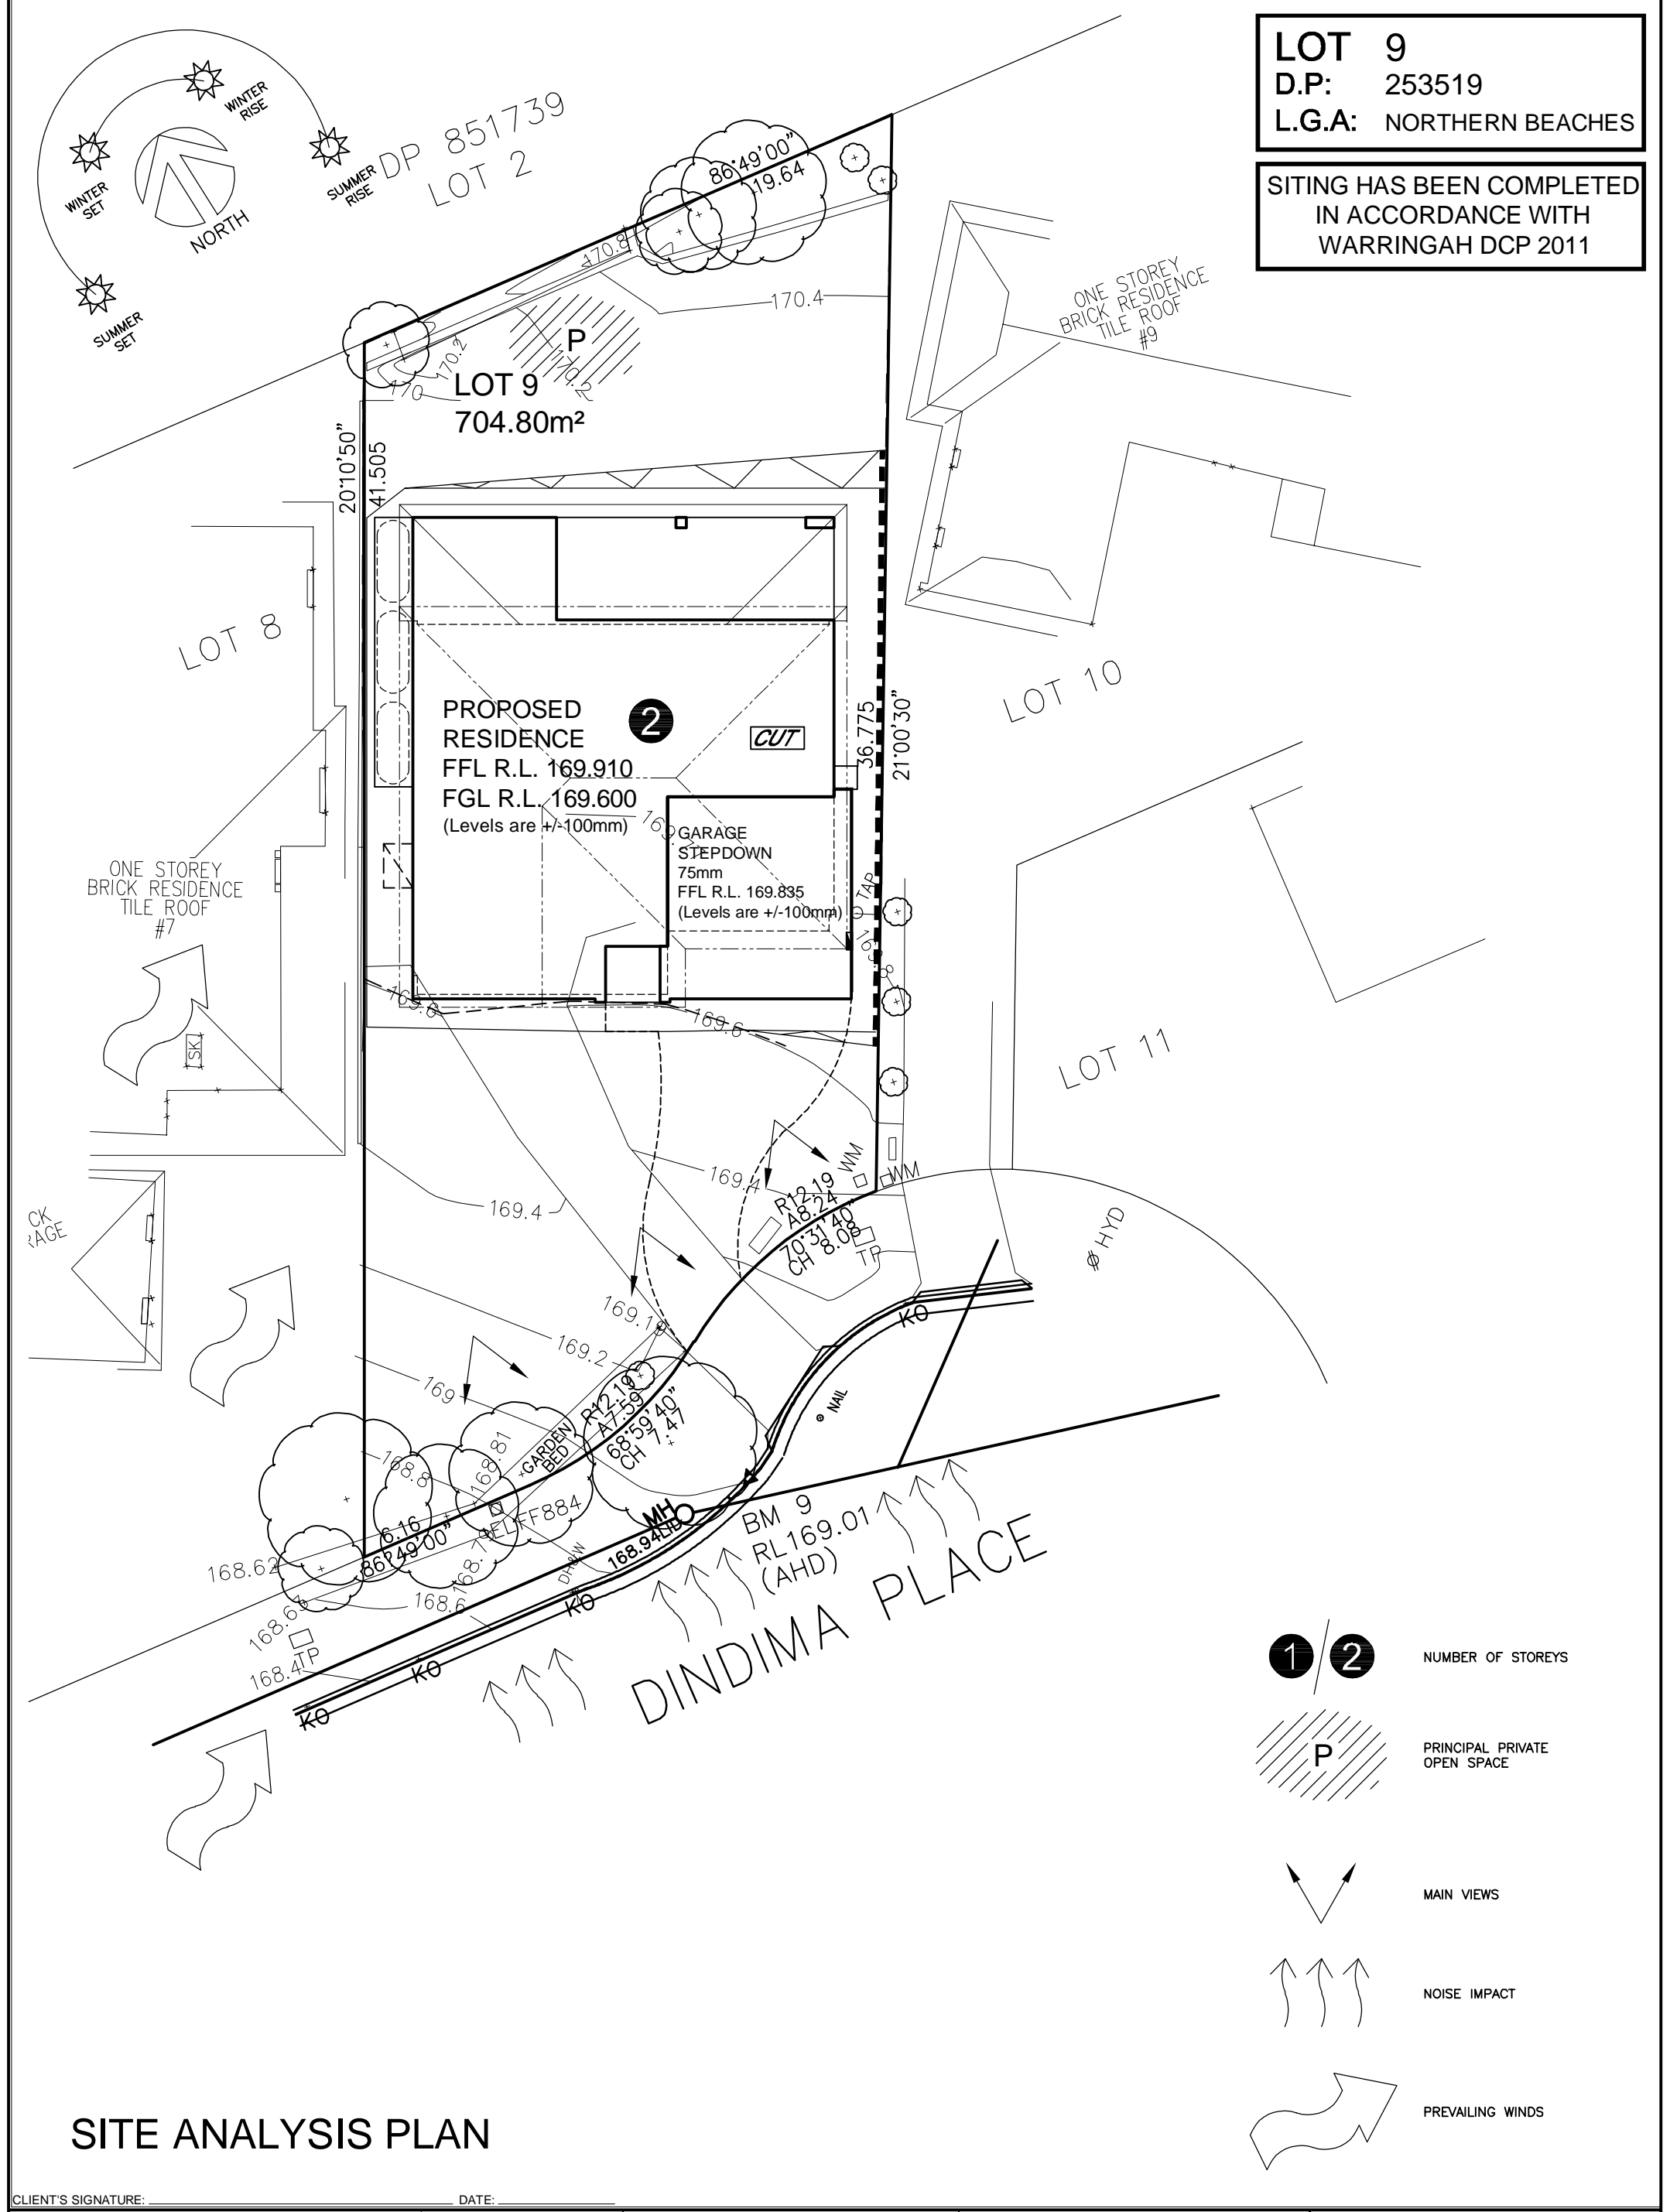 LOT 9
D.P: 253519
L.G.A: NORTHERN BEACHES
SITING HAS BEEN COMPLETED
IN ACCORDANCE WITH
WARRINGAH DCP 2011
WINTER
RISE
WINTER
SET
SUMMER
RISE
SUMMER
SET
NORTH
DP 851739
LOT 2
86°49'00"
19.64
170.8
170.4
170.2
170.2
170
P
LOT 9
704.80m²
ONE STOREY
BRICK RESIDENCE
TILE ROOF
#9
20°10'50"
41.505
LOT 8
LOT 10
PROPOSED
RESIDENCE
FFL R.L. 169.910
FGL R.L. 169.600
(Levels are +/-100mm)
2
CUT
36.775
21°00'30"
GARAGE
STEPDOWN
75mm
FFL R.L. 169.835
(Levels are +/-100mm)
TAP
169.8
ONE STOREY
BRICK RESIDENCE
TILE ROOF
#7
169.6
169.6
SK
LOT 11
WM
WM
169.4
169.4
R12.19
A8.24
70°31'40"
CH 8.08
TP
HYD
CK
RAGE
169.2
169
KO
NAIL
R12.19
A7.59
68°59'40"
CH 7.47
GARDEN
BED
168.81
168.8
6.16
86°49'00"
168.62
168.6
168.4
TP
MH
168.94LID
BM 9
RL169.01
(AHD)
KO
KO
KO
DINDIMA PLACE
1/2 NUMBER OF STOREYS
P PRINCIPAL PRIVATE
OPEN SPACE
MAIN VIEWS
NOISE IMPACT
PREVAILING WINDS
SITE ANALYSIS PLAN
CLIENT'S SIGNATURE: DATE: